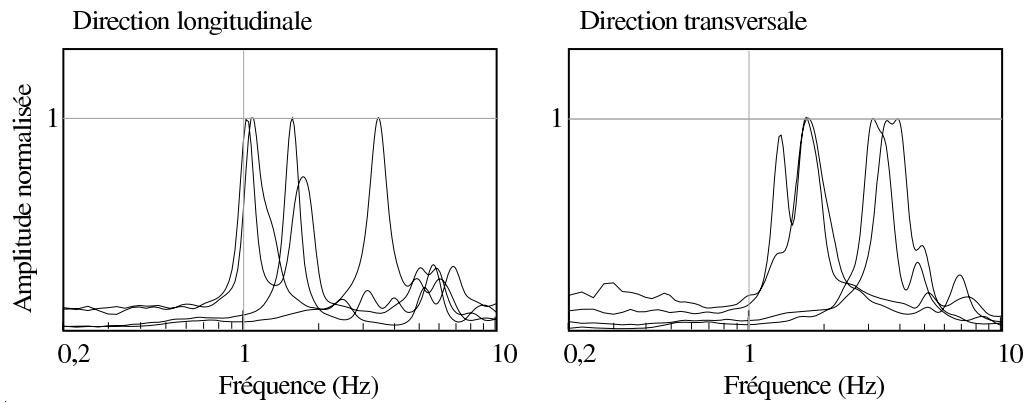 Direction longitudinale
Direction transversale
Amplitude normalisée
1
1
0,2
1
10
0,2
1
10
Fréquence (Hz)
Fréquence (Hz)